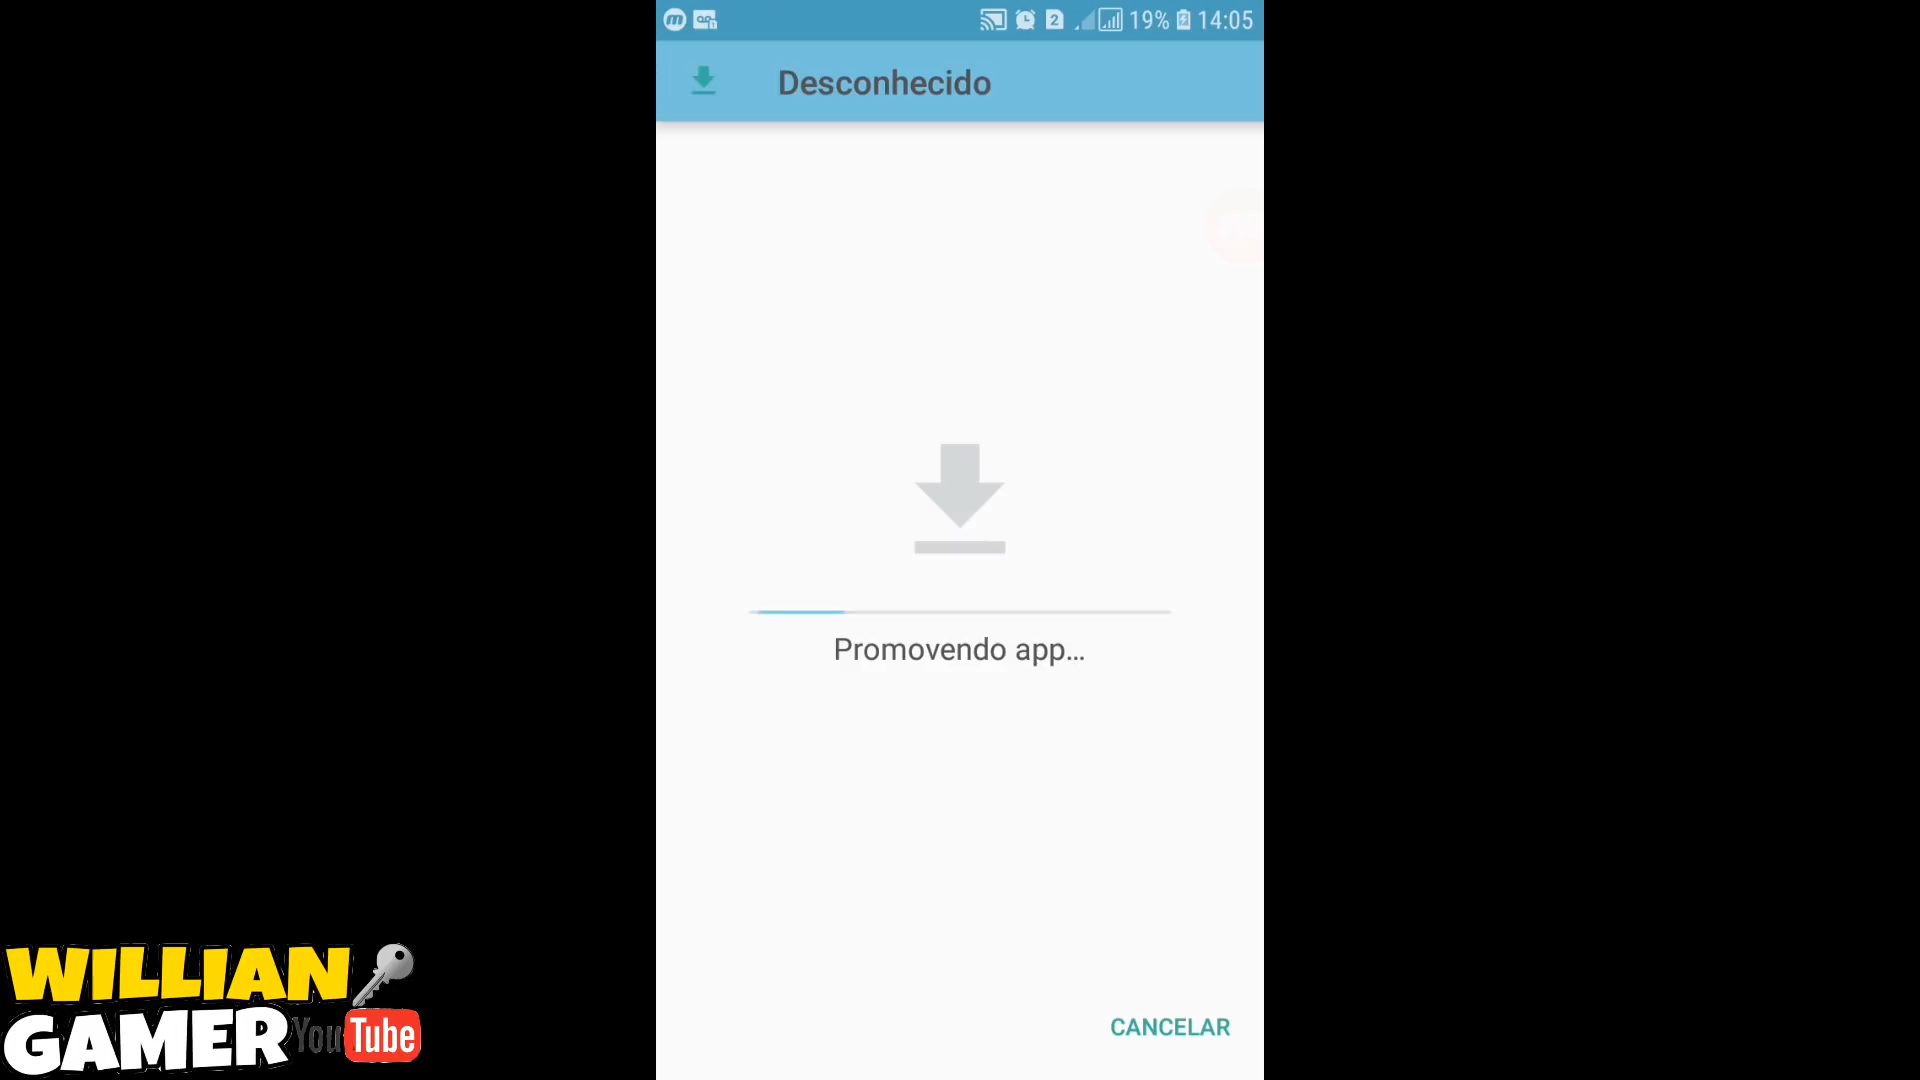 19% 14:05
Desconhecido
Promovendo app...
CANCELAR
WILLIAN
GAMER YouTube